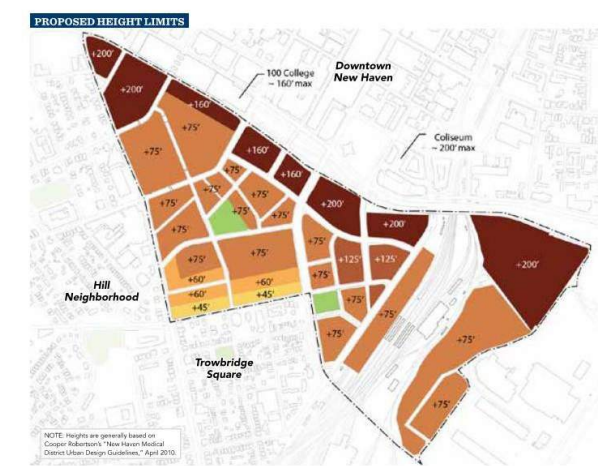 PROPOSED HEIGHT LIMITS
+200'
Downtown
New Haven
100 College
~ 160' max
+200'
+160'
Coliseum
~ 200' max
+75'
+75'
+160'
+160'
+75'
+75'
+75'
+75'
+75'
+75'
+200'
+200'
+75'
+75'
+75'
+75'
+125'
+125'
+200'
+75'
+60'
+60'
+60'
+45'
+45'
+75'
+75'
+75'
+75'
+75'
Hill
Neighborhood
Trowbridge
Square
NOTE: Heights are generally based on
Cooper Robertson's "New Haven Medical
District Urban Design Guidelines," April 2010.